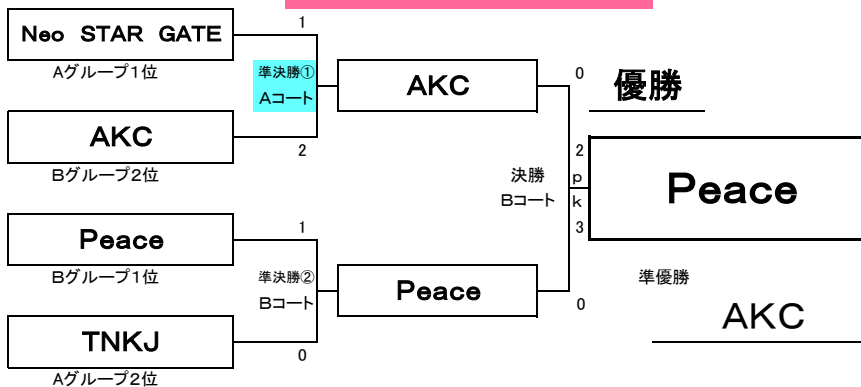 Neo STAR GATE
1
Aグループ1位
準決勝①
Aコート
AKC
0
優勝
AKC
2
Bグループ2位
決勝
Bコート
2
p
k
3
Peace
Peace
1
Bグループ1位
準決勝②
Bコート
Peace
0
準優勝
AKC
TNKJ
0
Aグループ2位